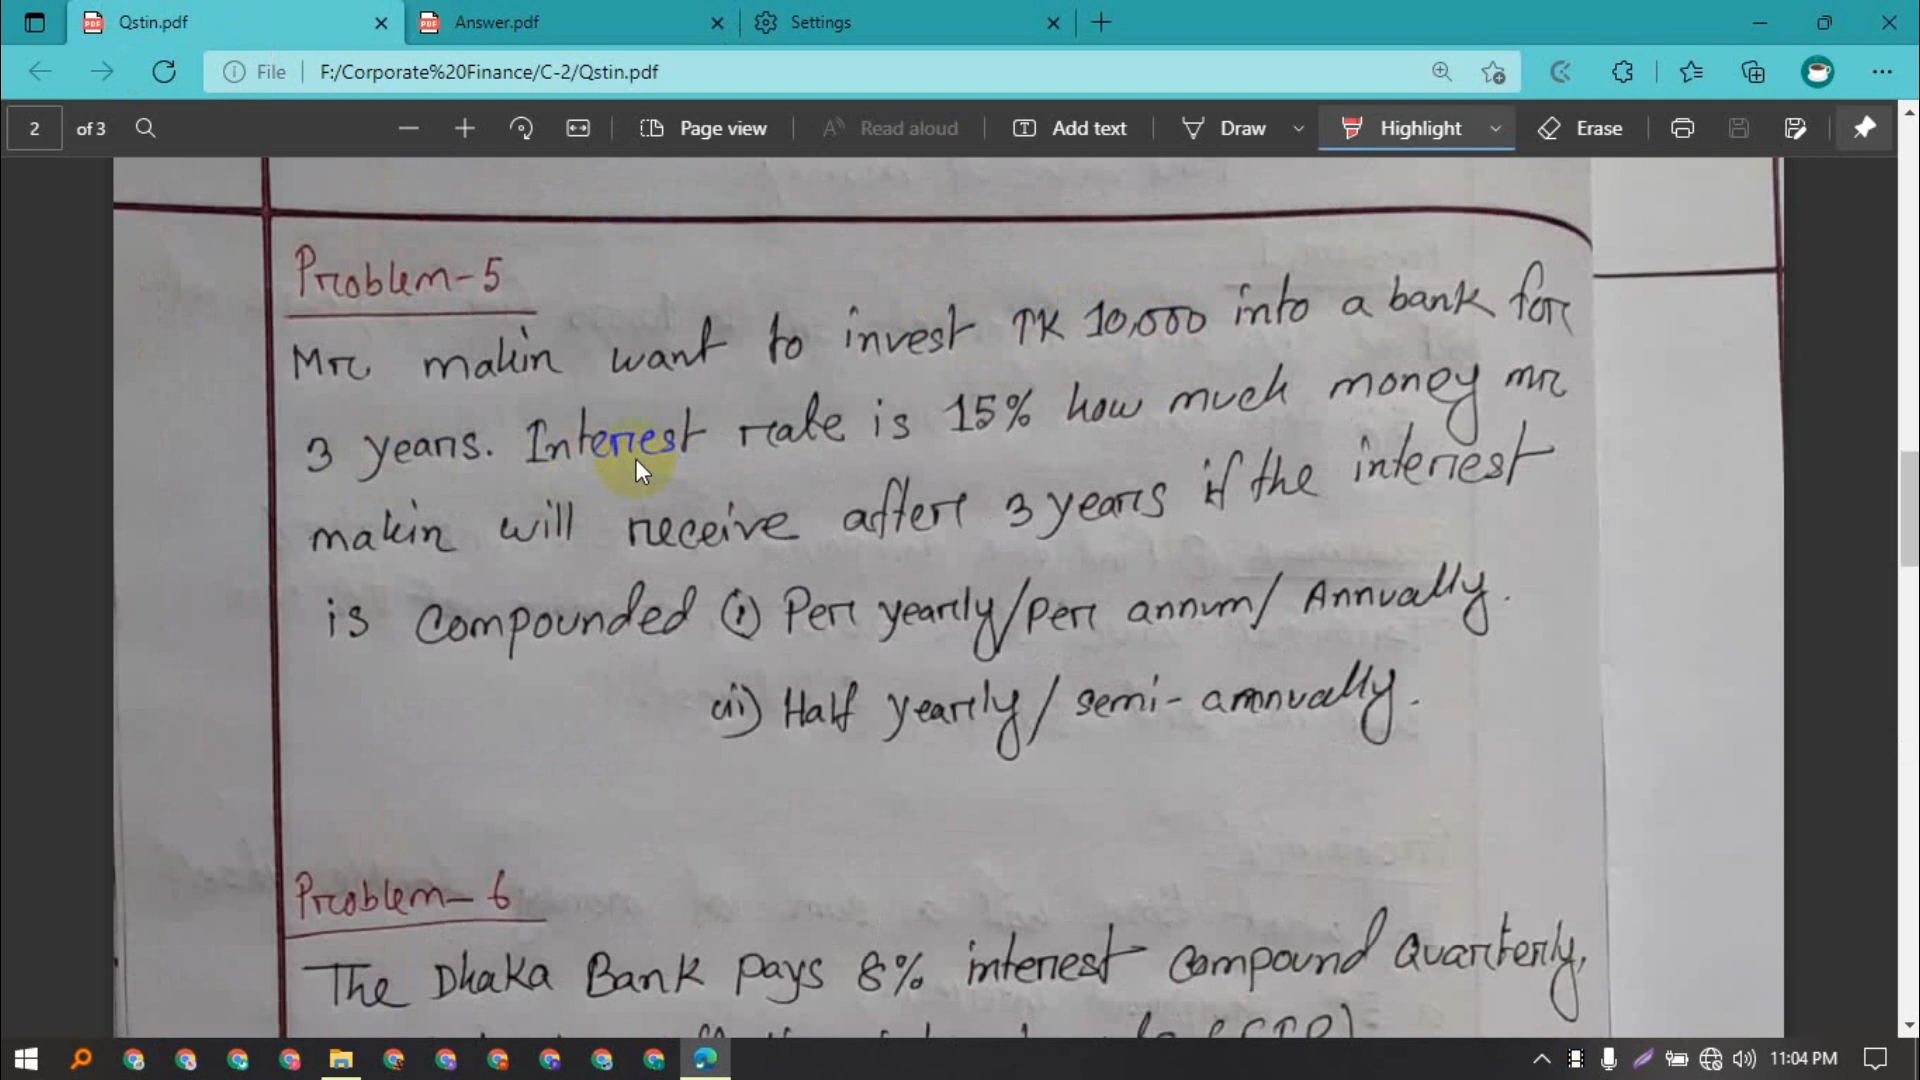 Qstin.pdf
Answer.pdf
Settings
File
F:/Corporate%20Finance/C-2/Qstin.pdf
2 of 3
Page view
Read aloud
Add text
Draw
Highlight
Erase
Problem-5
Mr makin want to invest TK 10,000 into a bank for
3 years. Interest rate is 15% how much money mr
makin will receive after 3 years if the interest
is compounded (i) Per yearly/per annum/ Annually.
(ii) Half yearly/ semi-annually.
Problem-6
The Dhaka Bank pays 8% interest compound Quarterly,
11:04 PM